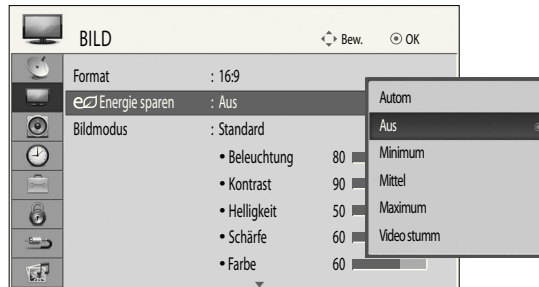 BILD Bew. OK
Format : 16:9
Energie sparen : Aus
Bildmodus : Standard
• Beleuchtung 80
• Kontrast 90
• Helligkeit 50
• Schärfe 60
• Farbe 60
Autom
Aus
Minimum
Mittel
Maximum
Video stumm